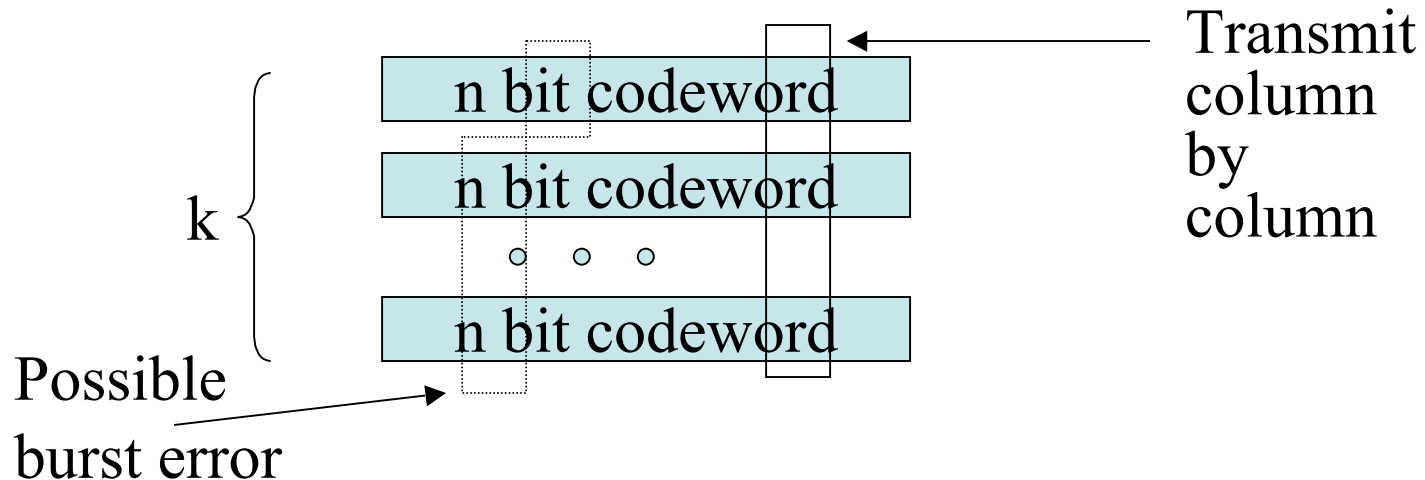 Transmit
column
by
column
n bit codeword
n bit codeword
k
n bit codeword
Possible
burst error